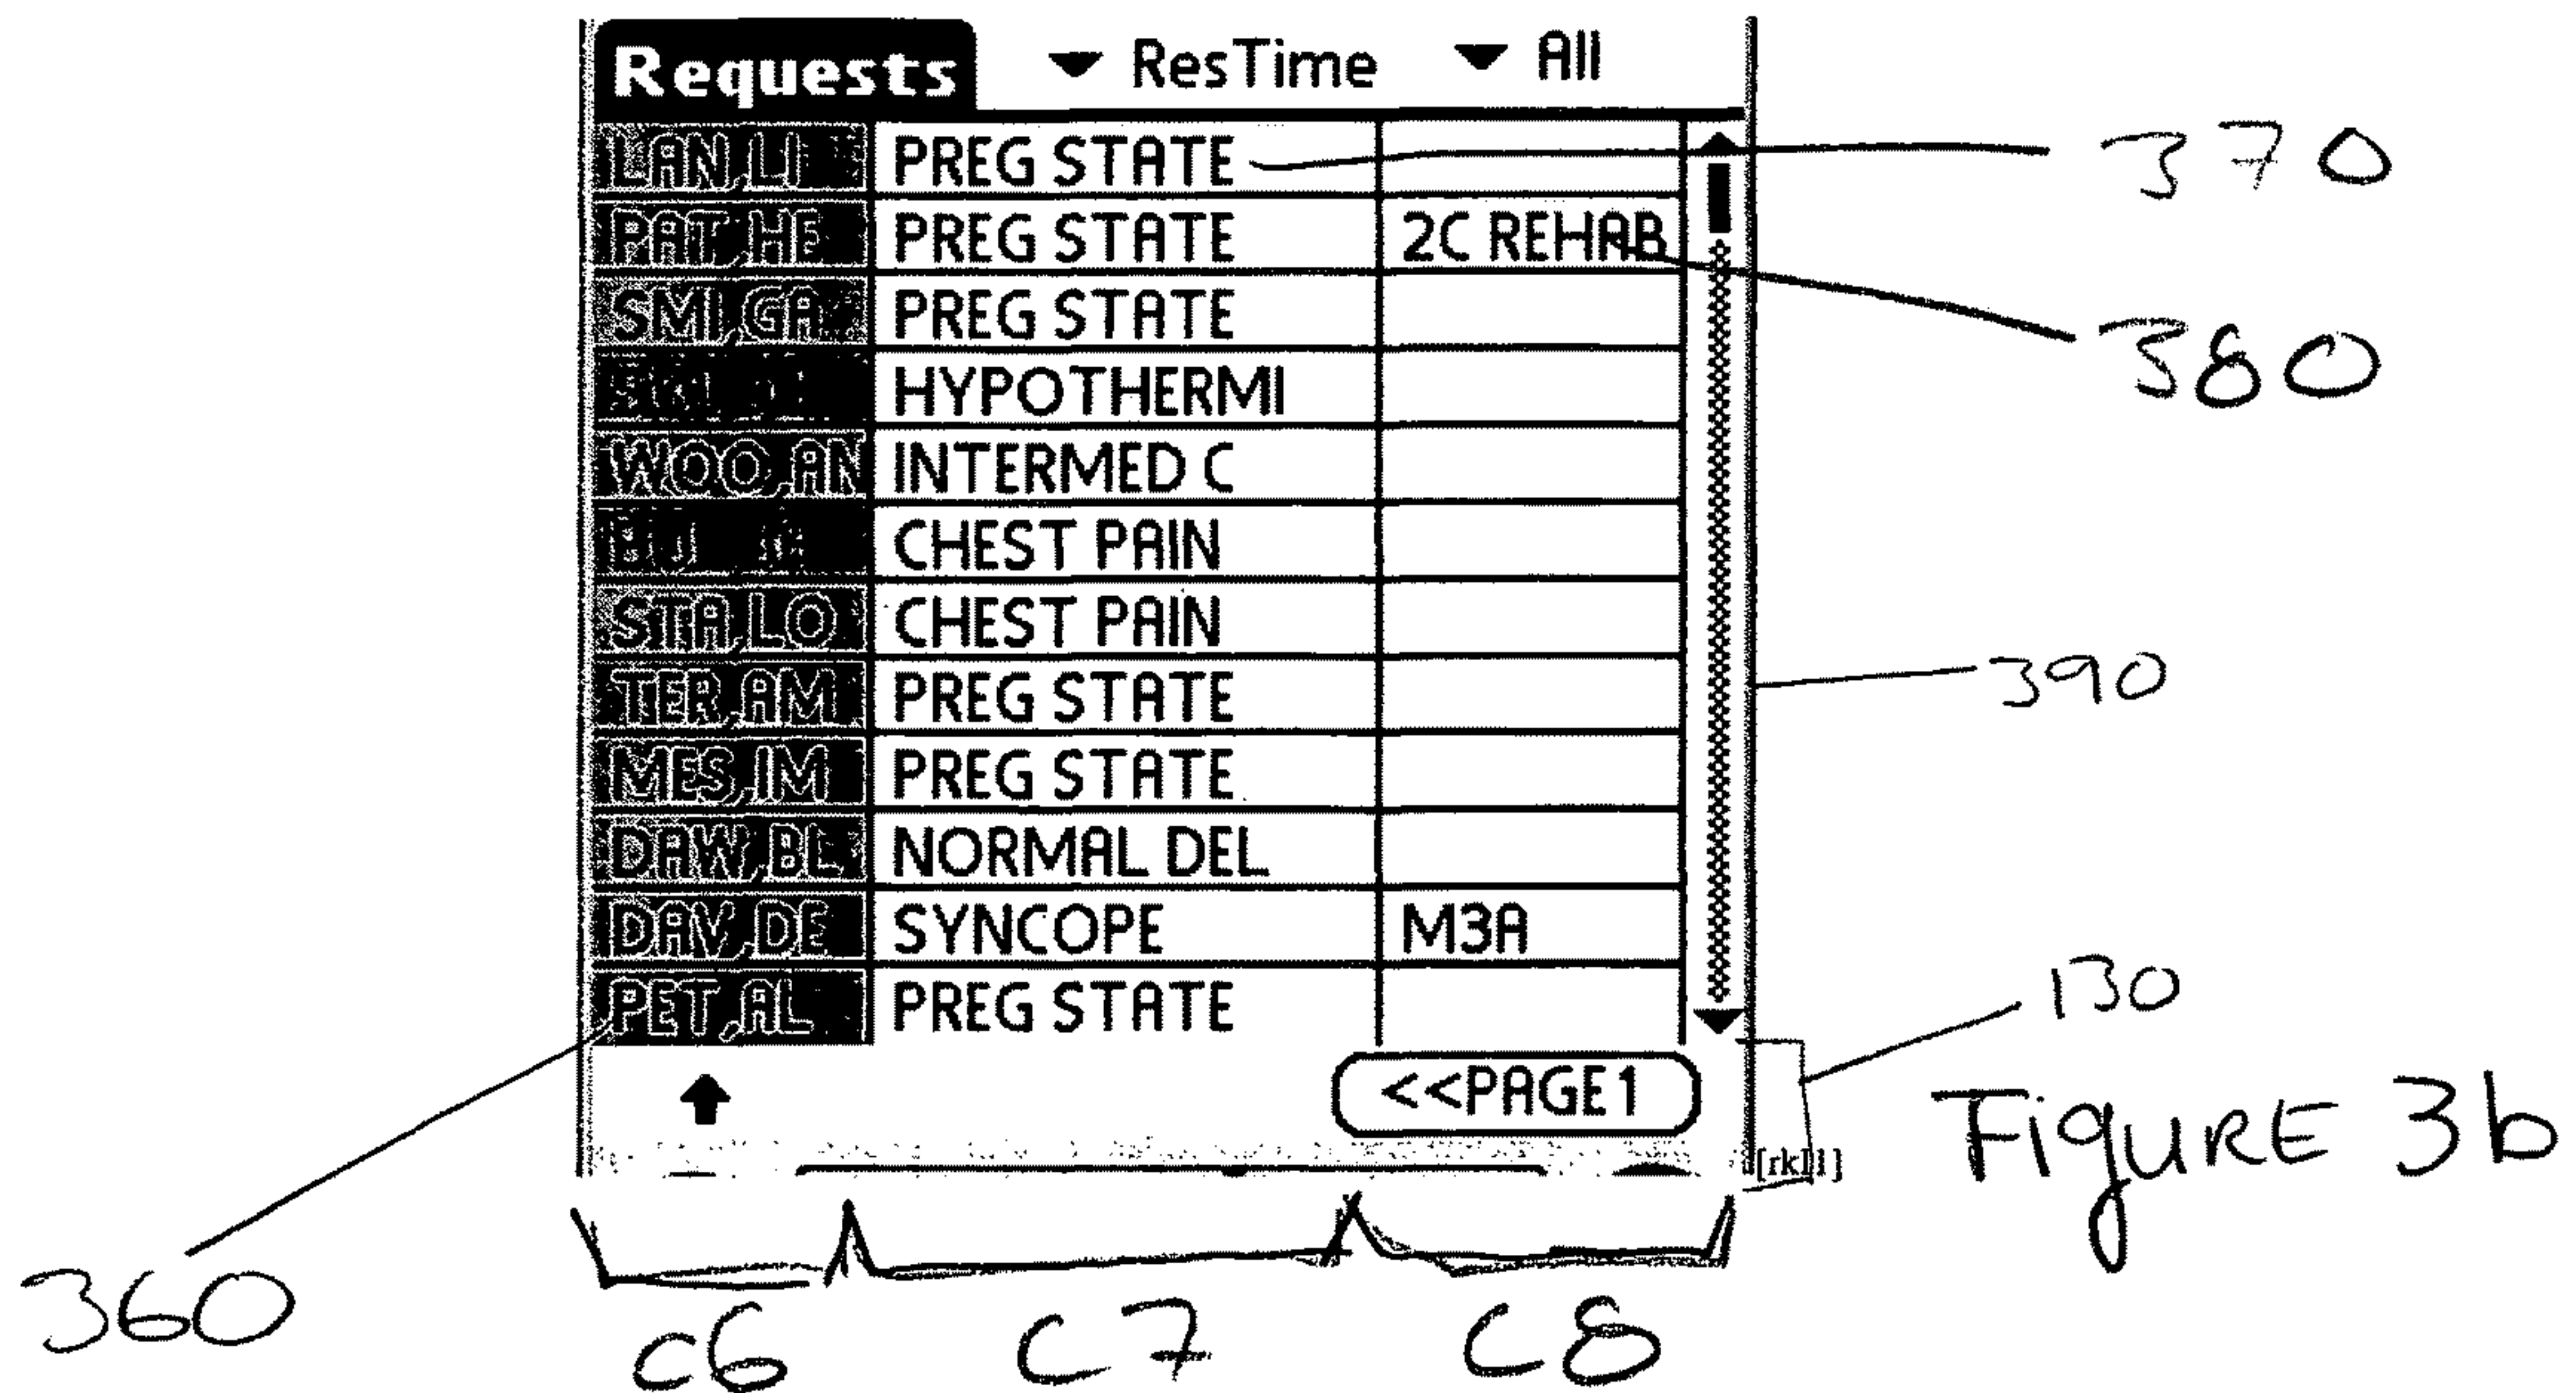 Requests ResTime All
LAN,LI PREG STATE 370
PAT,HE PREG STATE 2C REHAB
SMI,GA PREG STATE 380
HYPOTHERMI
WOO,AN INTERMED C
CHEST PAIN
STA,LO CHEST PAIN
TER,AM PREG STATE 390
MES,IM PREG STATE
DAW,BL NORMAL DEL
DAV,DE SYNCOPE M3A
PET,AL PREG STATE 130
<<PAGE1
FIGURE 3b
360
C6 C7 C8